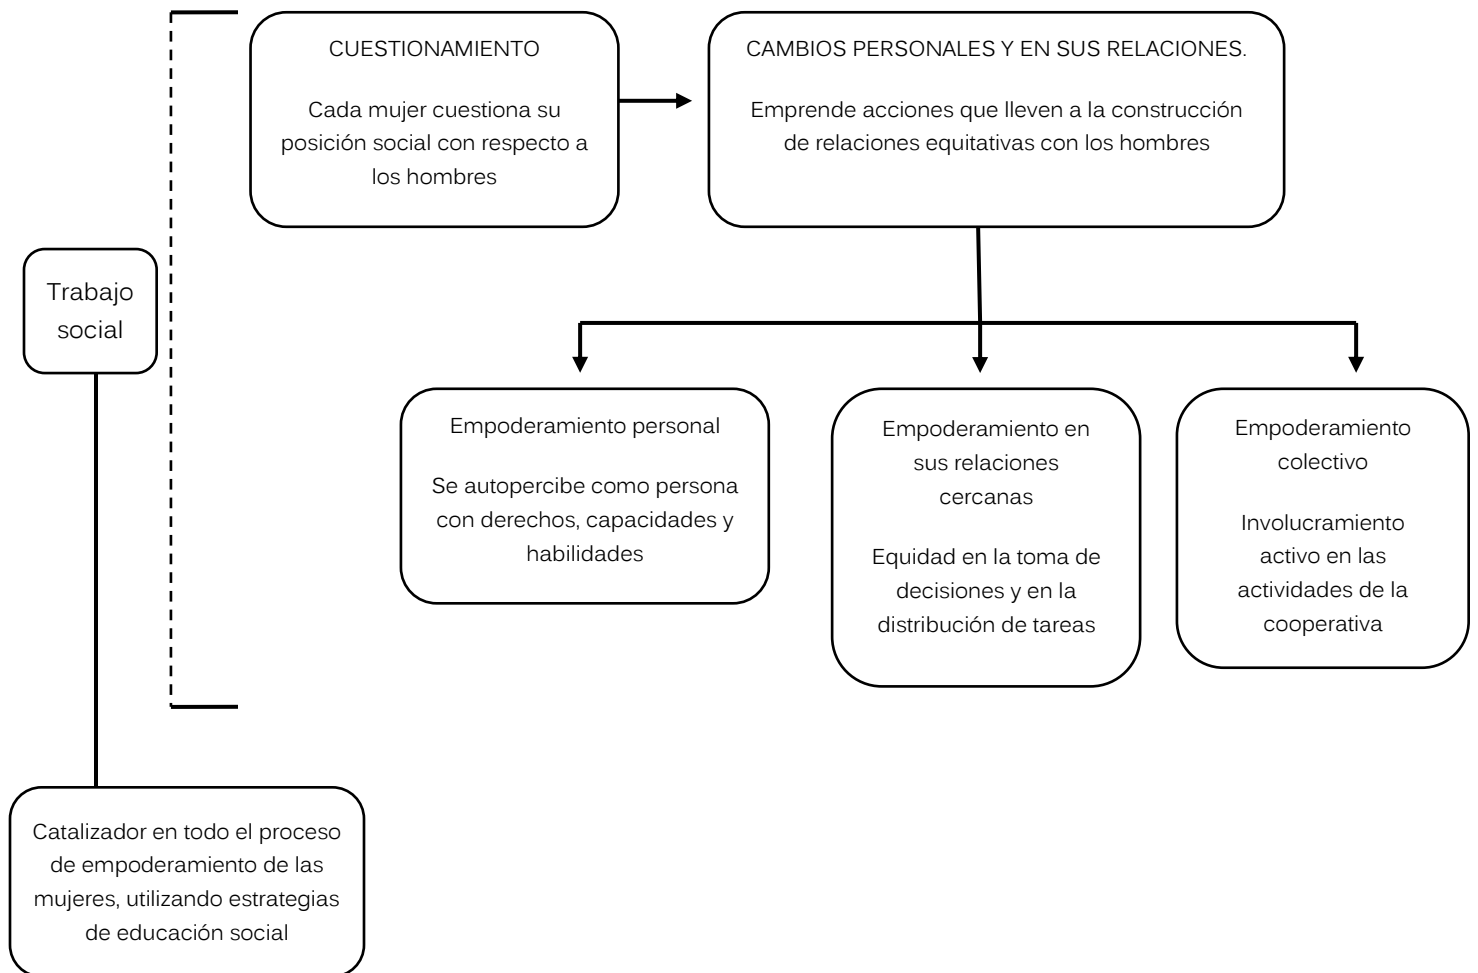 CUESTIONAMIENTO
Cada mujer cuestiona su
posición social con respecto a
los hombres
CAMBIOS PERSONALES Y EN SUS RELACIONES.
Emprende acciones que lleven a la construcción
de relaciones equitativas con los hombres
Trabajo
social
Empoderamiento personal
Se autopercibe como persona
con derechos, capacidades y
habilidades
Empoderamiento en
sus relaciones
cercanas
Equidad en la toma de
decisiones y en la
distribución de tareas
Empoderamiento
colectivo
Involucramiento
activo en las
actividades de la
cooperativa
Catalizador en todo el proceso
de empoderamiento de las
mujeres, utilizando estrategias
de educación social